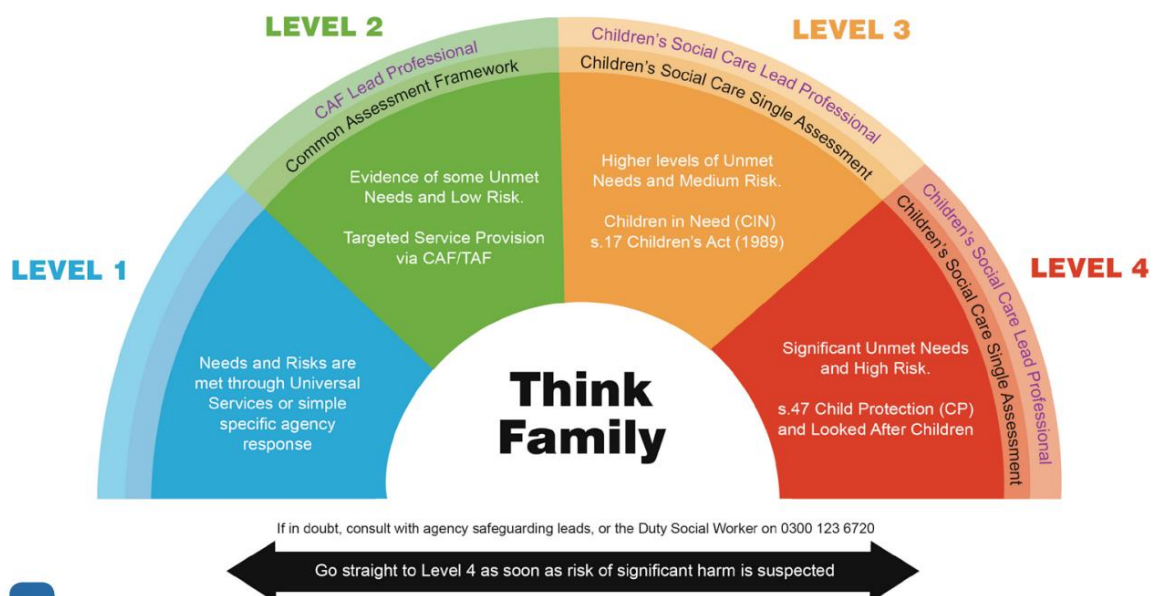 LEVEL 1
Needs and Risks are
met through Universal
Services or simple
specific agency
response
LEVEL 2
CAF Lead Professional
Common Assessment Framework
Evidence of some Unmet
Needs and Low Risk.
Targeted Service Provision
via CAF/TAF
LEVEL 3
Children's Social Care Lead Professional
Children's Social Care Single Assessment
Higher levels of Unmet
Needs and Medium Risk.
Children in Need (CIN)
s.17 Children's Act (1989)
LEVEL 4
Children's Social Care Lead Professional
Children's Social Care Single Assessment
Significant Unmet Needs
and High Risk.
s.47 Child Protection (CP)
and Looked After Children
Think
Family
If in doubt, consult with agency safeguarding leads, or the Duty Social Worker on 0300 123 6720
Go straight to Level 4 as soon as risk of significant harm is suspected